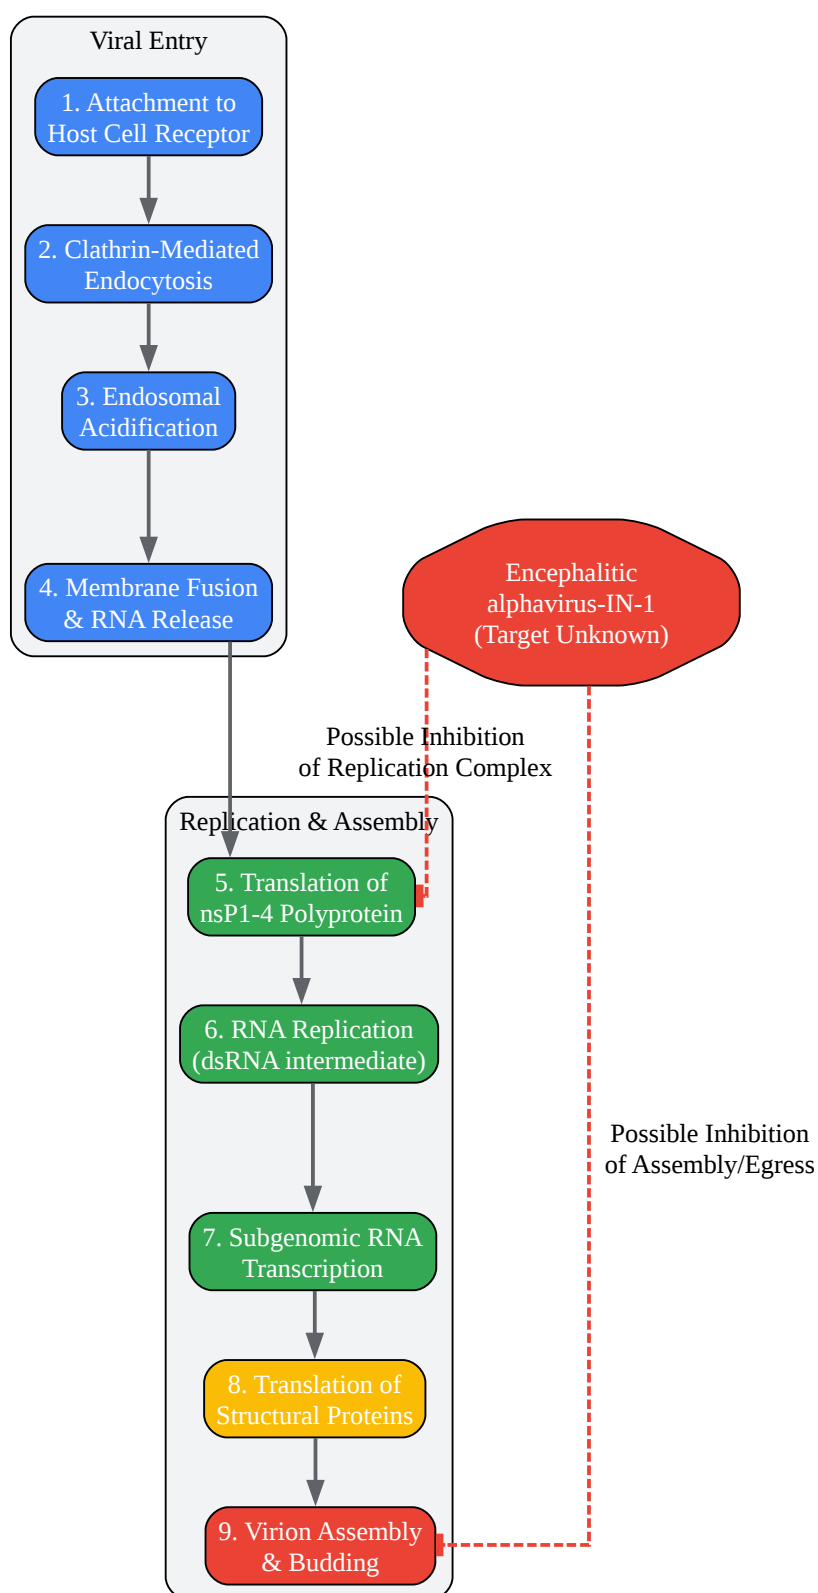 Viral Entry
1. Attachment to
Host Cell Receptor
2. Clathrin-Mediated
Endocytosis
3. Endosomal
Acidification
4. Membrane Fusion
& RNA Release
Encephalitic
alphavirus-IN-1
(Target Unknown)
Possible Inhibition
of Replication Complex
Replication & Assembly
5. Translation of
nsP1-4 Polyprotein
6. RNA Replication
(dsRNA intermediate)
Possible Inhibition
of Assembly/Egress
7. Subgenomic RNA
Transcription
8. Translation of
Structural Proteins
9. Virion Assembly
& Budding